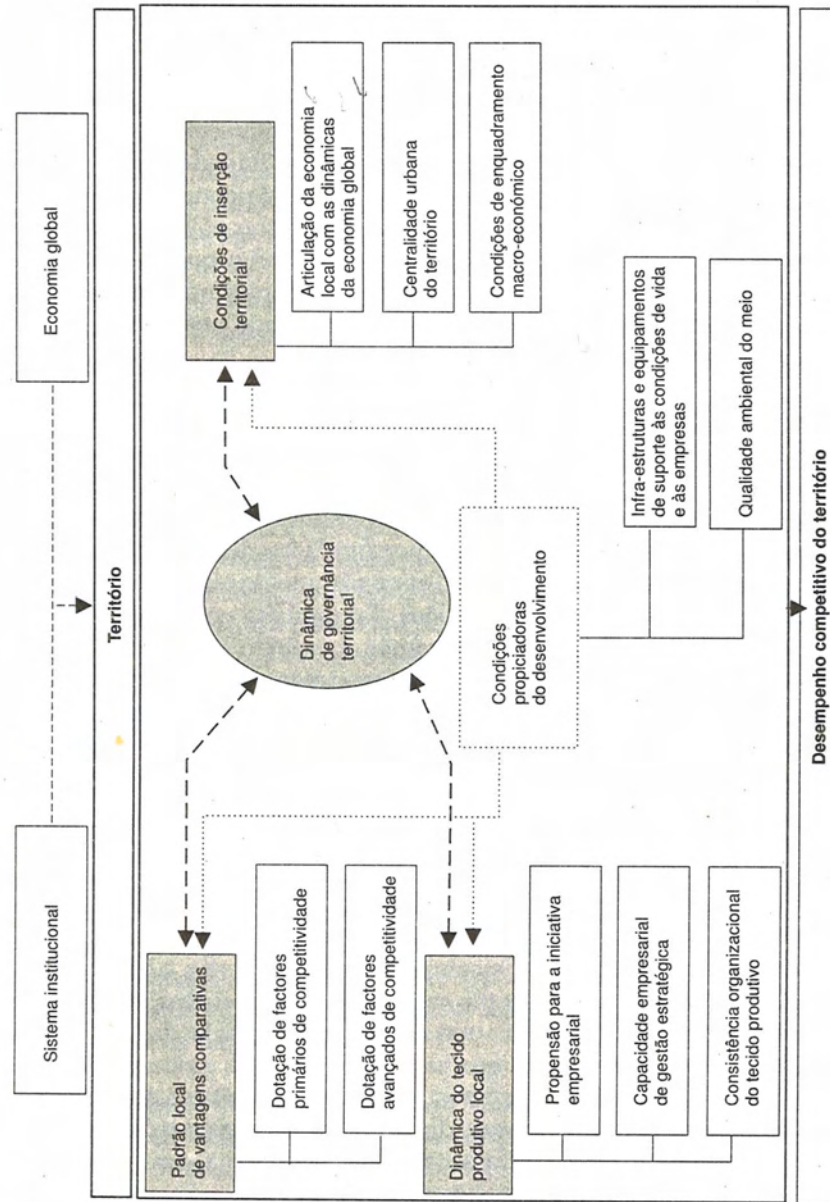 Sistema institucional
Economia global
Território
Padrão local
de vantagens comparativas
Dotação de factores
primários de competitividade
Dotação de factores
avançados de competitividade
Dinâmica do tecido
produtivo local
Propensão para a iniciativa
empresarial
Capacidade empresarial
de gestão estratégica
Consistência organizacional
do tecido produtivo
Dinâmica
de governância
territorial
Condições
propiciadoras
do desenvolvimento
Infra-estruturas e equipamentos
de suporte às condições de vida
e às empresas
Qualidade ambiental do meio
Condições de inserção
territorial
Articulação da economia
local com as dinâmicas
da economia global
Centralidade urbana
do território
Condições de enquadramento
macro-económico
Desempenho competitivo do território